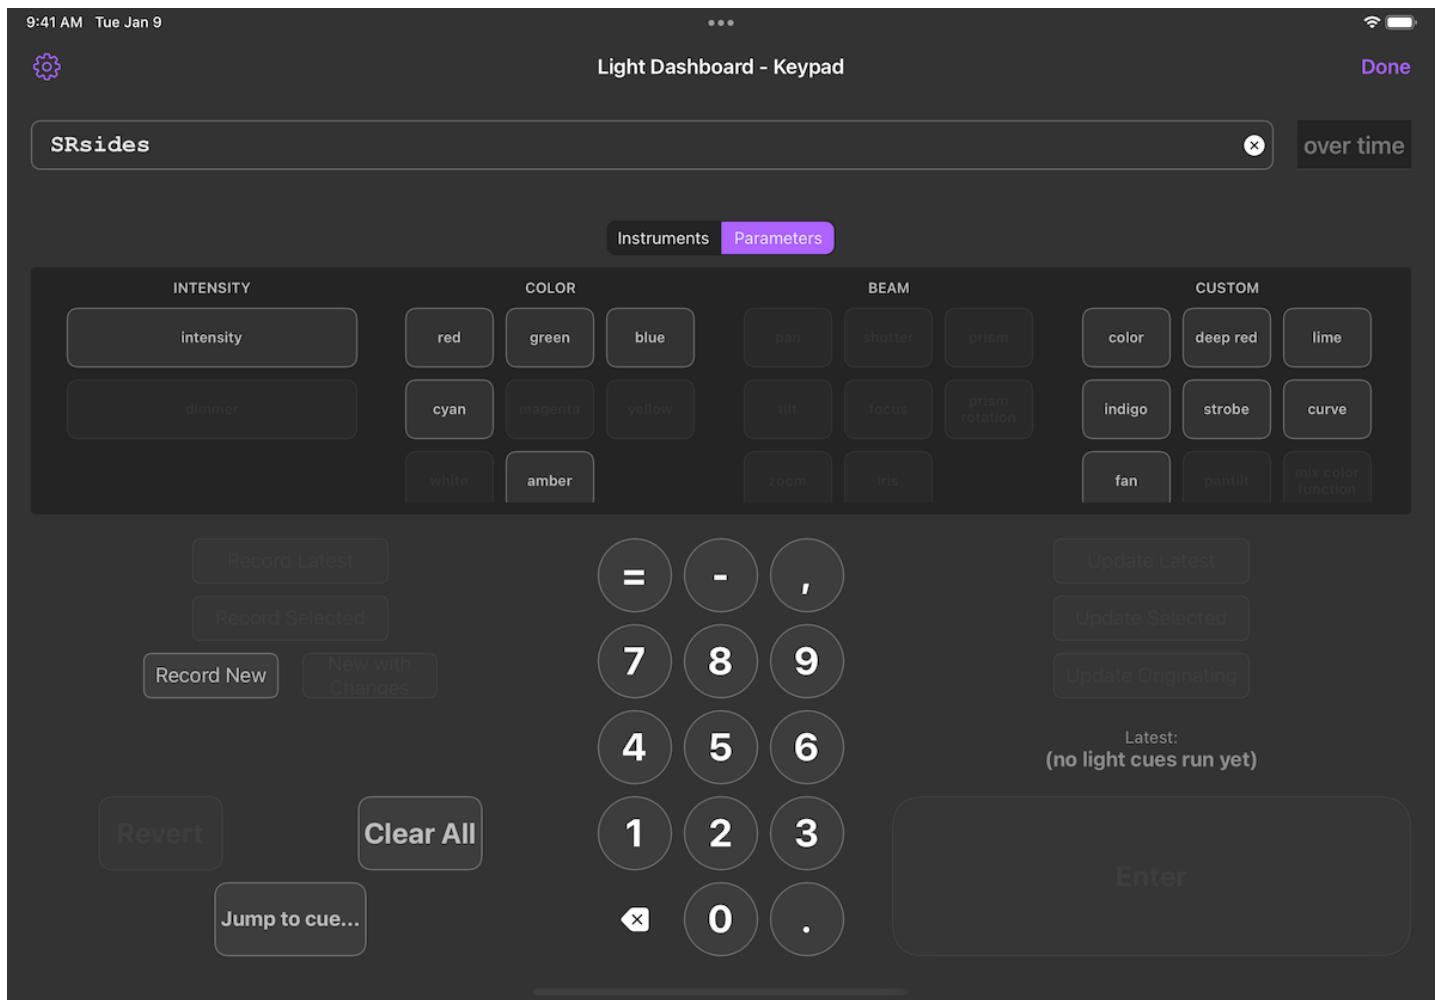 9:41 AM Tue Jan 9
Light Dashboard - Keypad
Done
SRsides
over time
Instruments Parameters
INTENSITY COLOR BEAM CUSTOM
intensity red green blue pan shutter prism color deep red lime
dimmer cyan magenta yellow tilt focus prism rotation indigo strobe curve
white amber zoom iris fan pantilt mix color function
Record Latest = - , Update Latest
Record Selected Update Selected
Record New New with Changes 7 8 9 Update Originating
4 5 6 Latest:
(no light cues run yet)
Revert Clear All 1 2 3 Enter
Jump to cue... 0 .